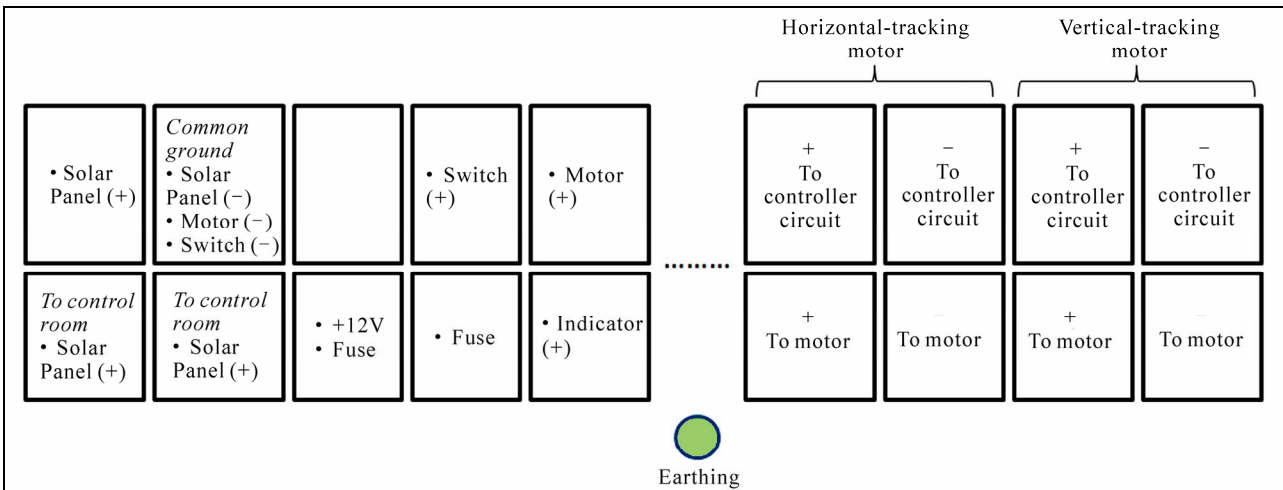 Horizontal-tracking
motor
Vertical-tracking
motor
• Solar
Panel (+)
Common
ground
• Solar
Panel (−)
• Motor (−)
• Switch (−)
• Switch
(+)
• Motor
(+)
+
To
controller
circuit
−
To
controller
circuit
+
To
controller
circuit
−
To
controller
circuit
.........
To control
room
• Solar
Panel (+)
To control
room
• Solar
Panel (+)
• +12V
• Fuse
• Fuse
• Indicator
(+)
+
To motor
−
To motor
+
To motor
−
To motor
Earthing